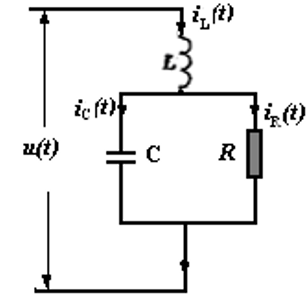 i_L(t)
L
i_C(t)
i_R(t)
u(t)
C
R